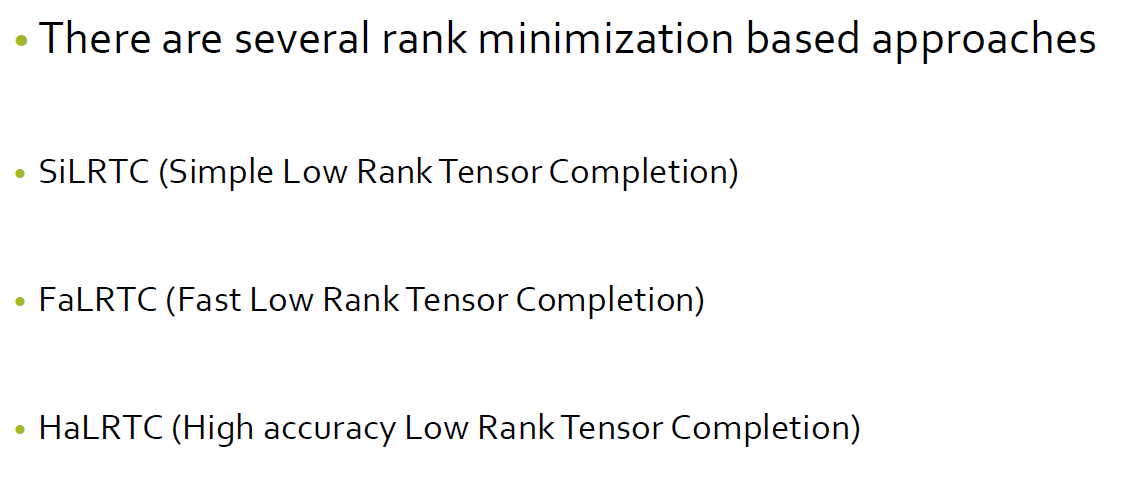 • There are several rank minimization based approaches
• SiLRTC (Simple Low Rank Tensor Completion)
• FaLRTC (Fast Low Rank Tensor Completion)
• HaLRTC (High accuracy Low Rank Tensor Completion)